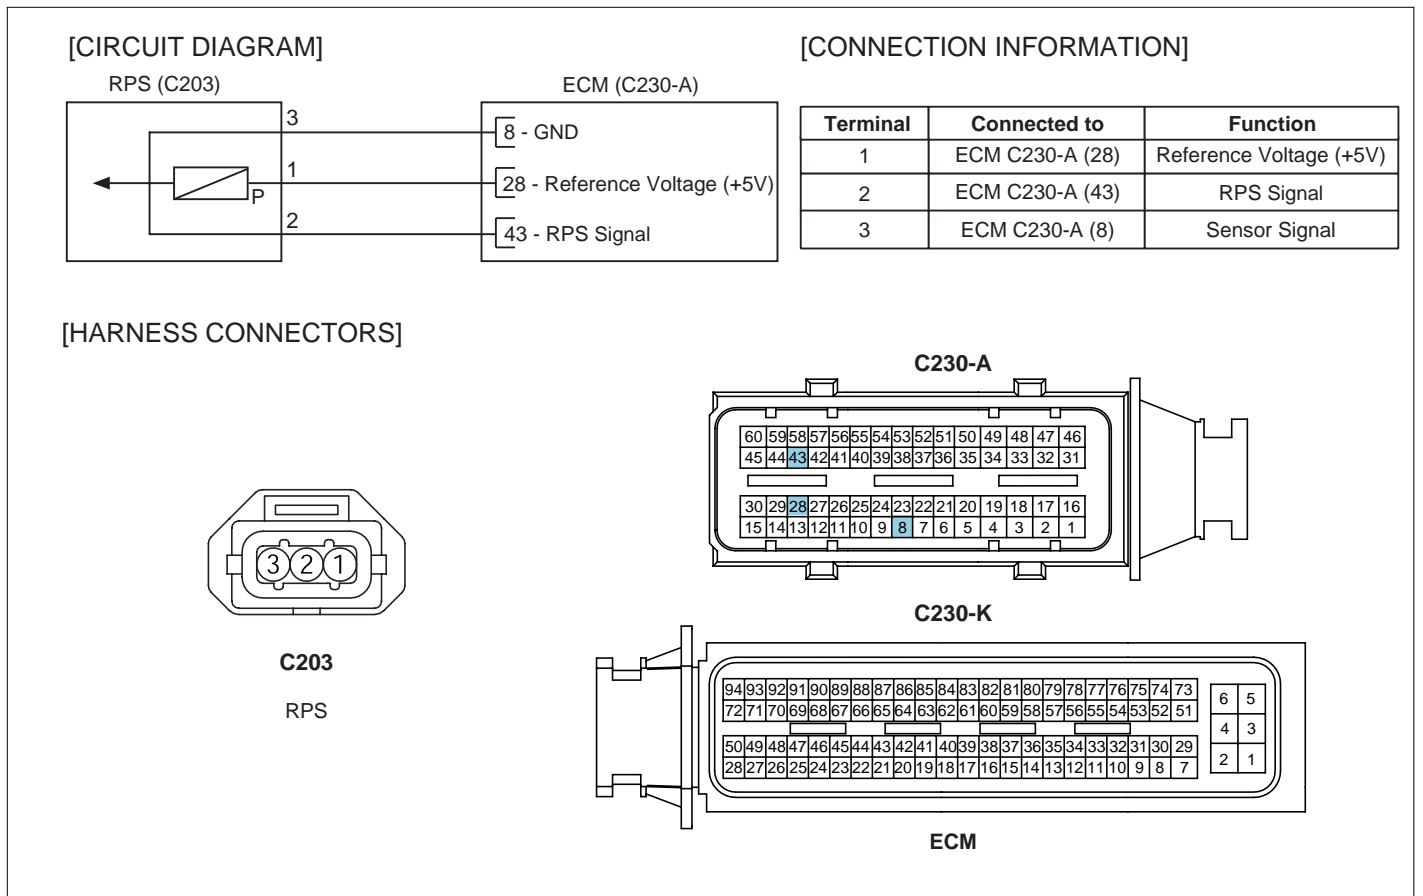 [CIRCUIT DIAGRAM]
RPS (C203)
ECM (C230-A)
3
8 - GND
1
28 - Reference Voltage (+5V)
P
2
43 - RPS Signal
[CONNECTION INFORMATION]
Terminal Connected to Function
1 ECM C230-A (28) Reference Voltage (+5V)
2 ECM C230-A (43) RPS Signal
3 ECM C230-A (8) Sensor Signal
[HARNESS CONNECTORS]
3 2 1
C203
RPS
C230-A
60 59 58 57 56 55 54 53 52 51 50 49 48 47 46
45 44 43 42 41 40 39 38 37 36 35 34 33 32 31
30 29 28 27 26 25 24 23 22 21 20 19 18 17 16
15 14 13 12 11 10 9 8 7 6 5 4 3 2 1
C230-K
94 93 92 91 90 89 88 87 86 85 84 83 82 81 80 79 78 77 76 75 74 73
72 71 70 69 68 67 66 65 64 63 62 61 60 59 58 57 56 55 54 53 52 51
50 49 48 47 46 45 44 43 42 41 40 39 38 37 36 35 34 33 32 31 30 29
28 27 26 25 24 23 22 21 20 19 18 17 16 15 14 13 12 11 10 9 8 7
6 5
4 3
2 1
ECM